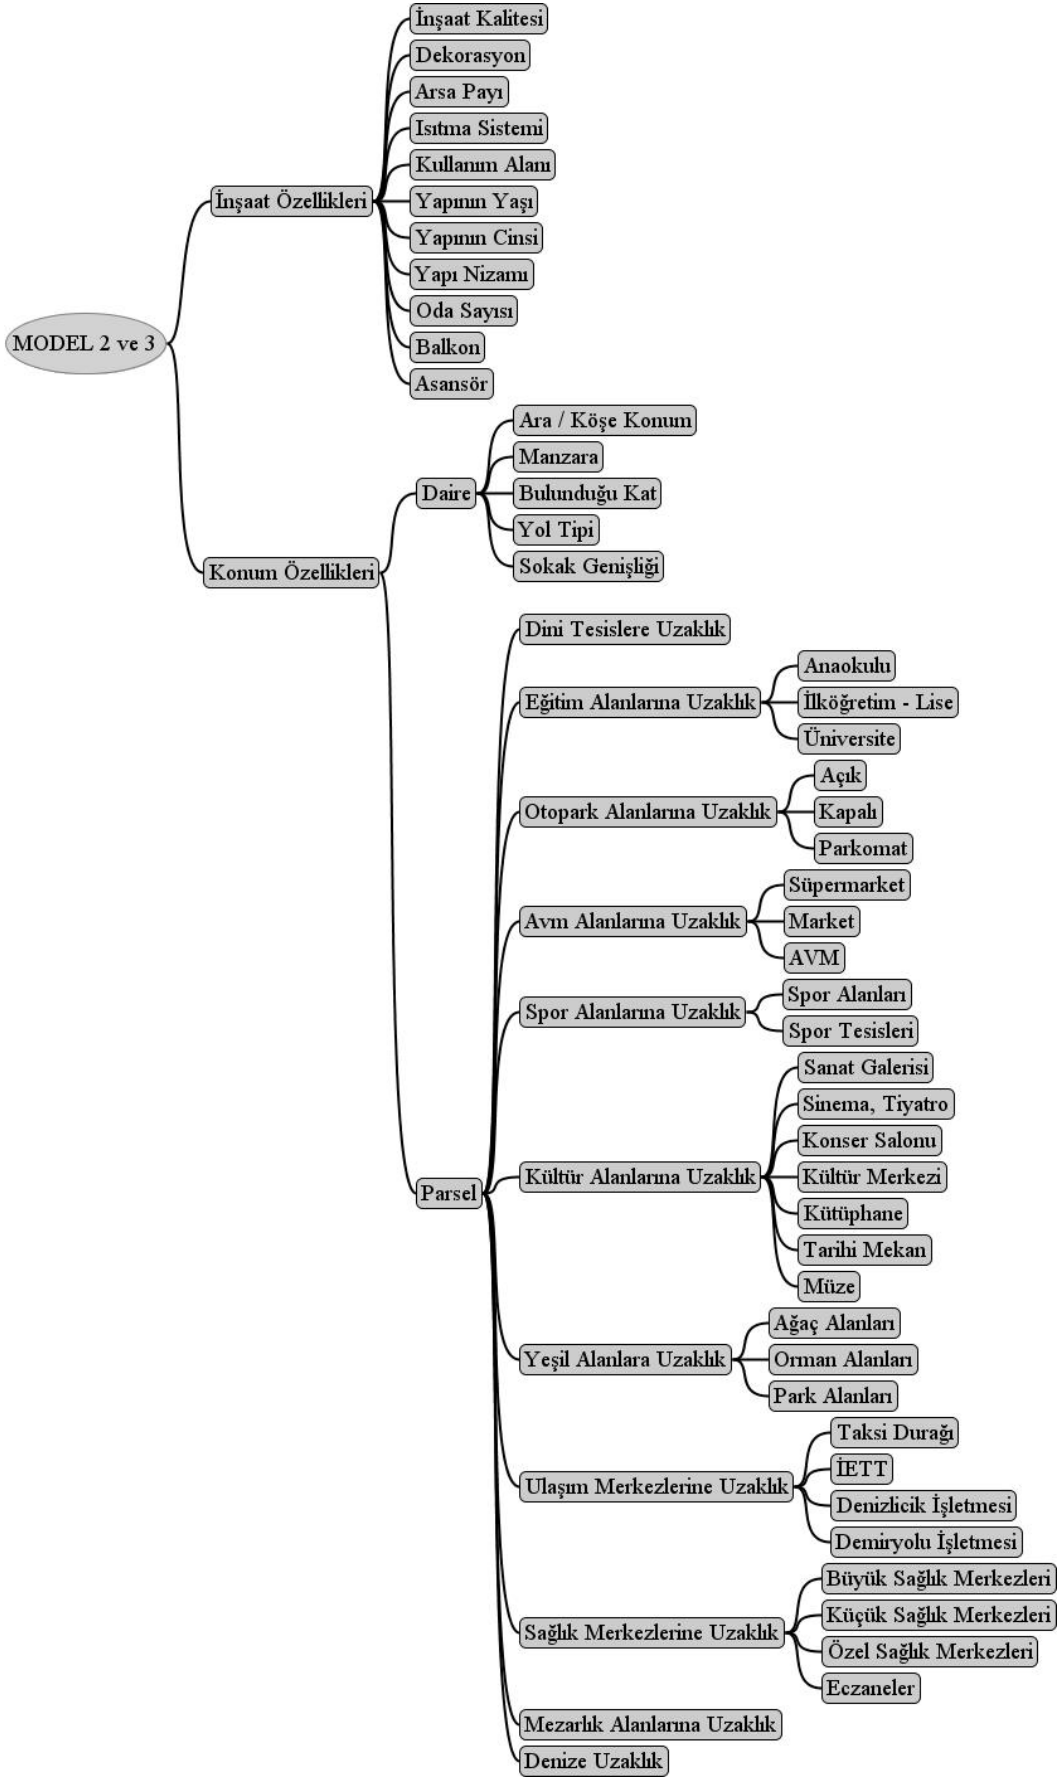 İnşaat Kalitesi
Dekorasyon
Arsa Payı
Isıtma Sistemi
Kullanım Alanı
İnşaat Özellikleri
Yapının Yaşı
Yapının Cinsi
Yapı Nizamı
Oda Sayısı
MODEL 2 ve 3
Balkon
Asansör
Ara / Köşe Konum
Manzara
Daire
Bulunduğu Kat
Yol Tipi
Sokak Genişliği
Konum Özellikleri
Dini Tesislere Uzaklık
Anaokulu
Eğitim Alanlarına Uzaklık
İlköğretim - Lise
Üniversite
Açık
Otopark Alanlarına Uzaklık
Kapalı
Parkomat
Süpermarket
Avm Alanlarına Uzaklık
Market
AVM
Spor Alanları
Spor Alanlarına Uzaklık
Spor Tesisleri
Sanat Galerisi
Sinema, Tiyatro
Konser Salonu
Kültür Alanlarına Uzaklık
Kültür Merkezi
Parsel
Kütüphane
Tarihi Mekan
Müze
Ağaç Alanları
Yeşil Alanlara Uzaklık
Orman Alanları
Park Alanları
Taksi Durağı
İETT
Ulaşım Merkezlerine Uzaklık
Denizlicik İşletmesi
Demiryolu İşletmesi
Büyük Sağlık Merkezleri
Küçük Sağlık Merkezleri
Sağlık Merkezlerine Uzaklık
Özel Sağlık Merkezleri
Eczaneler
Mezarlık Alanlarına Uzaklık
Denize Uzaklık